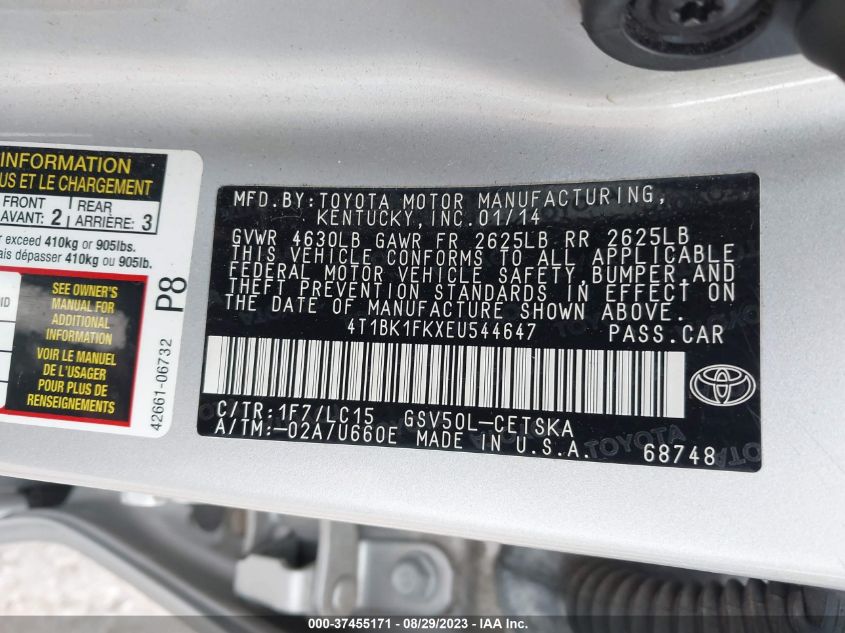 INFORMATION
US ET LE CHARGEMENT
FRONT
AVANT: 2
REAR
ARRIÈRE: 3
r exceed 410kg or 905lbs.
ais dépasser 410kg ou 905lb.
SEE OWNER'S
MANUAL FOR
ADDITIONAL
INFORMATION
VOIR LE MANUEL
DE L'USAGER
POUR PLUS DE
RENSEIGNEMENTS
P8
42661-06732
MFD.BY:TOYOTA MOTOR MANUFACTURING,
KENTUCKY, INC.01/14
GVWR 4630LB GAWR FR 2625LB RR 2625LB
THIS VEHICLE CONFORMS TO ALL APPLICABLE
FEDERAL MOTOR VEHICLE SAFETY, BUMPER, AND
THEFT PREVENTION STANDARDS IN EFFECT ON
THE DATE OF MANUFACTURE SHOWN ABOVE.
4T1BK1FKXEU544647 PASS.CAR
C/TR:1F7/LC15 GSV50L-CETSKA
A/TM:-02A/U660E MADE IN U.S.A.
68748
000-37455171 - 08/29/2023 - IAA Inc.